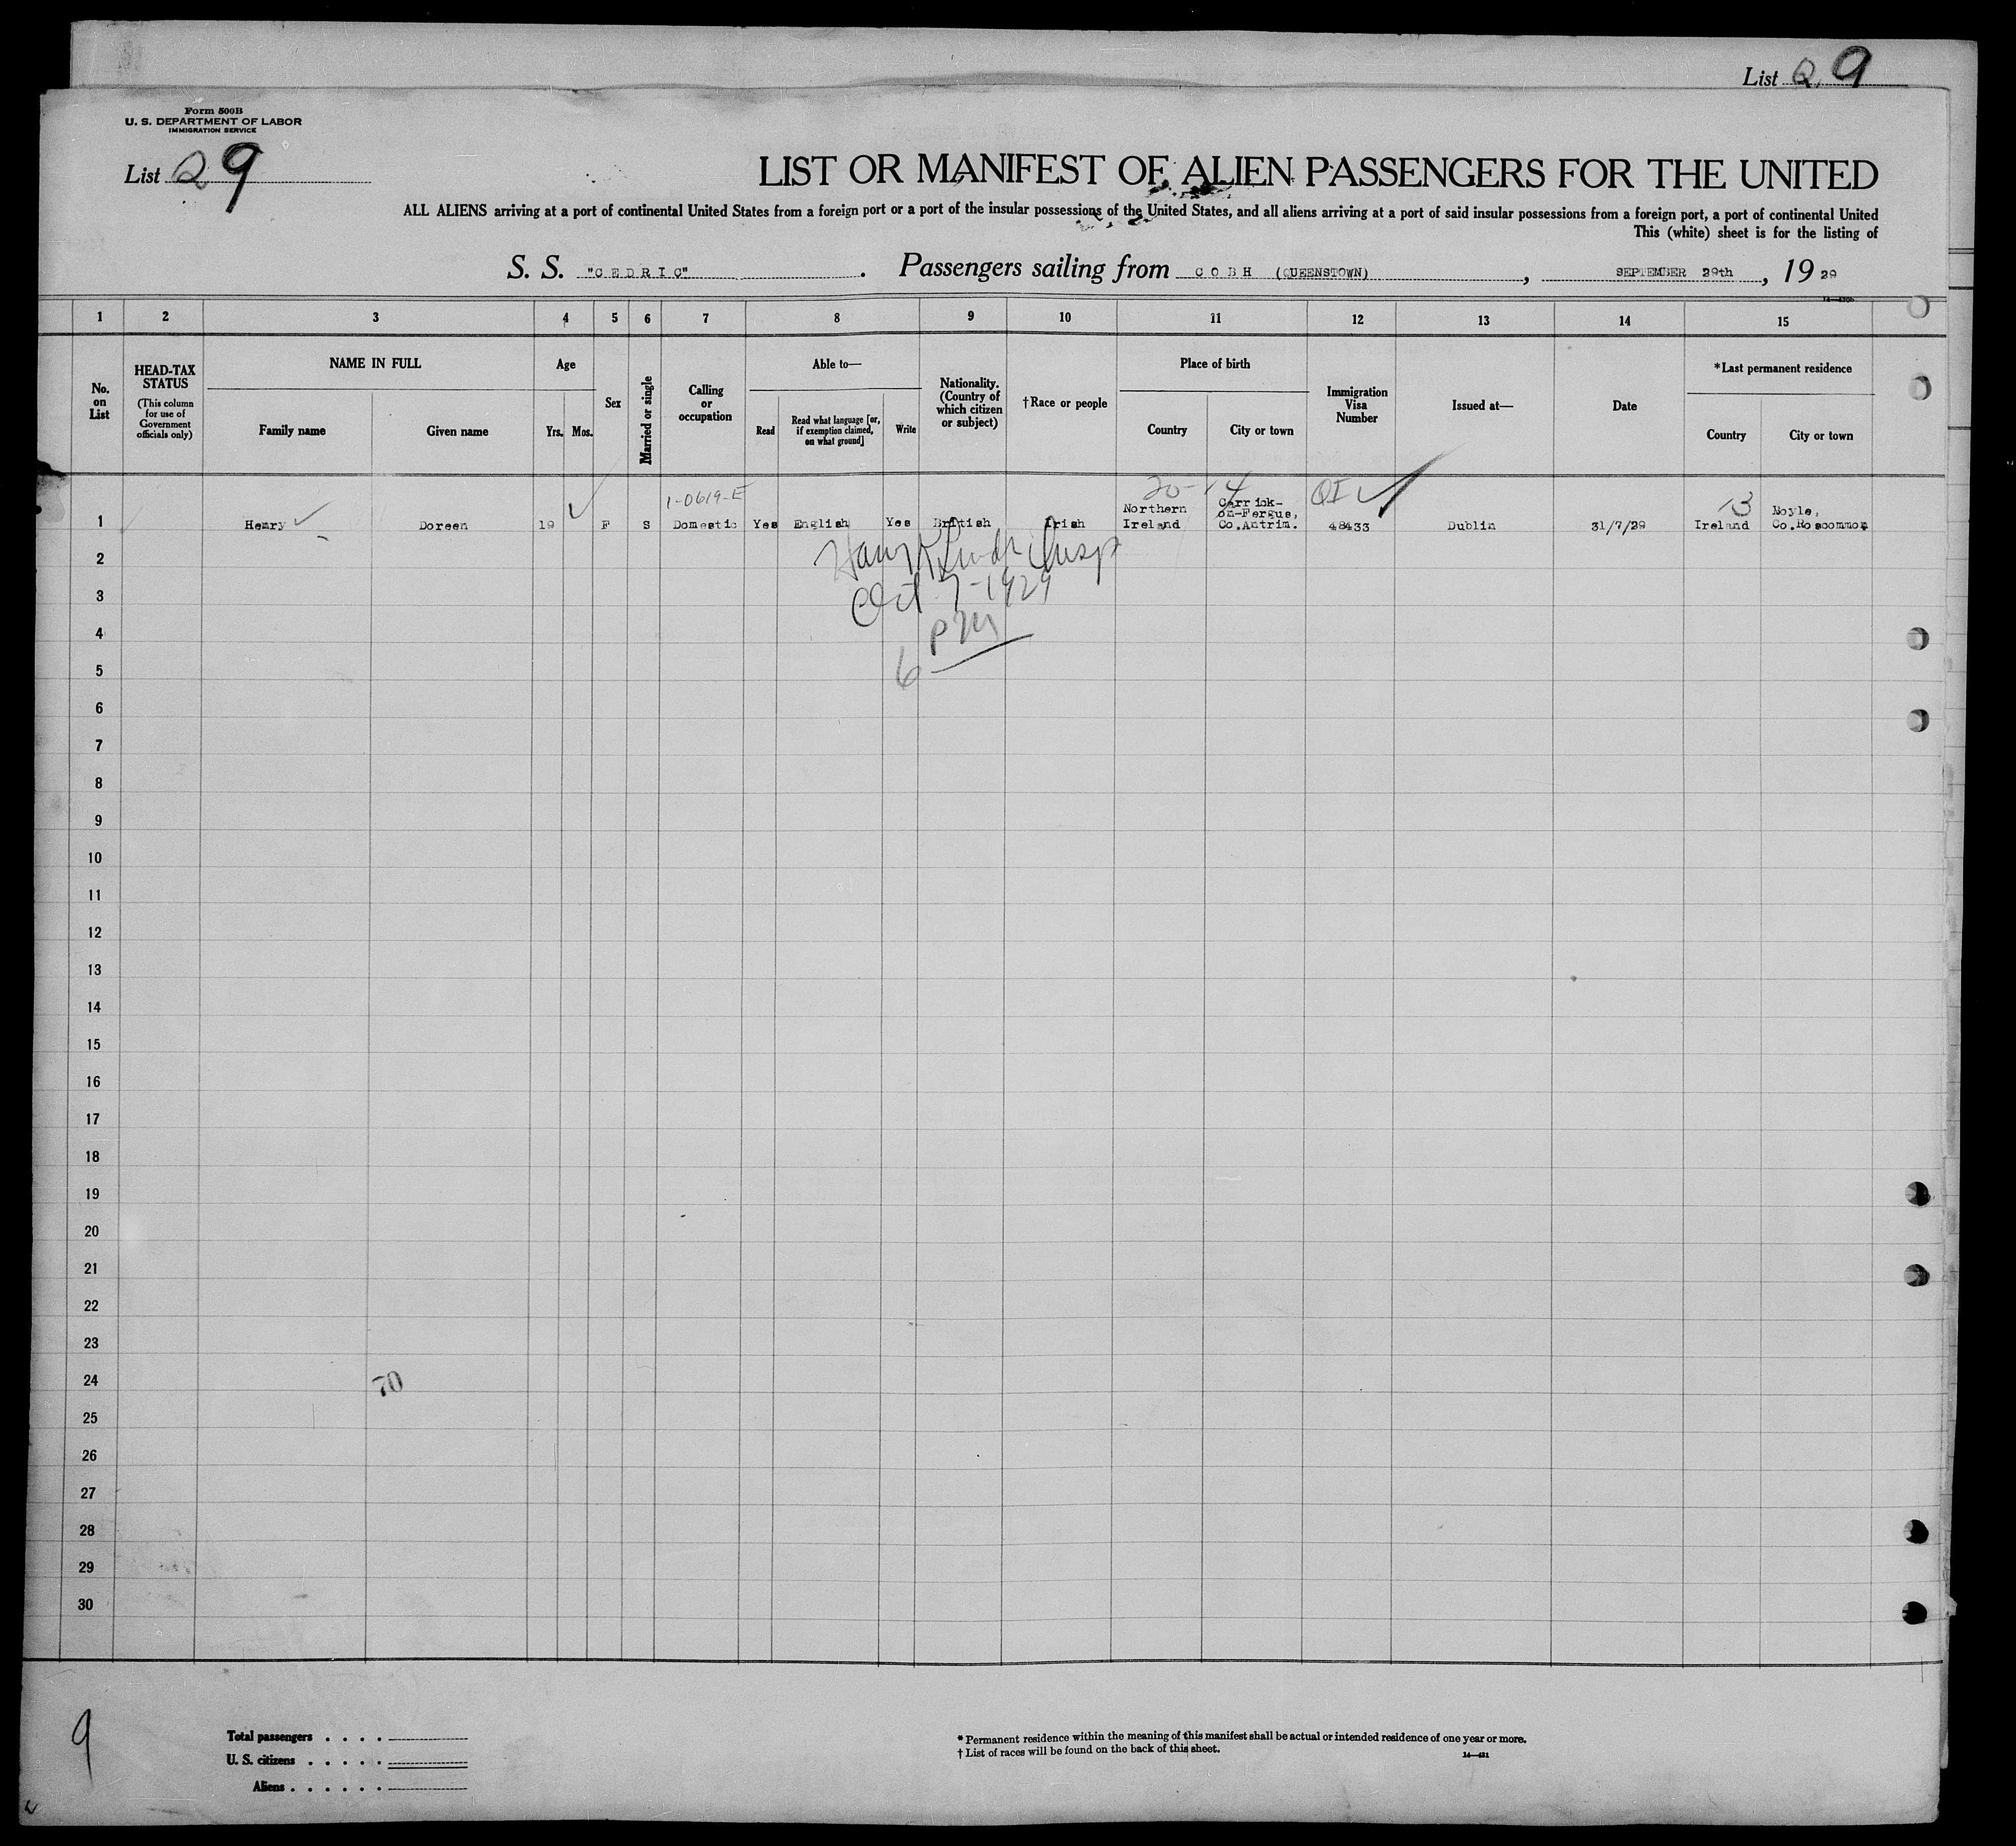 List Q 9
Form 500B
U. S. DEPARTMENT OF LABOR
IMMIGRATION SERVICE
List Q 9
LIST OR MANIFEST OF ALIEN PASSENGERS FOR THE UNITED
ALL ALIENS arriving at a port of continental United States from a foreign port or a port of the insular possessions of the United States, and all aliens arriving at a port of said insular possessions from a foreign port, a port of continental United
This (white) sheet is for the listing of
S. S. "CEDRIC" . Passengers sailing from COBH (QUEENSTOWN), SEPTEMBER 29th, 19 29
1 2 3 4 5 6 7 8 9 10 11 12 13 14 15
No. on List
HEAD-TAX STATUS
(This column for use of Government officials only)
NAME IN FULL
Family name Given name
Age
Yrs. Mos.
Sex
Married or single
Calling or occupation
Able to—
Read
Read what language [or, if exemption claimed, on what ground]
Write
Nationality. (Country of which citizen or subject)
†Race or people
Place of birth
Country City or town
Immigration Visa Number
Issued at—
Date
*Last permanent residence
Country City or town
1-0619-E 20-14 QIV 13
1 Henry Doreen 19 F S Domestic Yes English Yes British Irish Northern Ireland Carrick-on-Fergus, Co.Antrim. 48433 Dublin 31/7/29 Ireland Moyle, Co.Roscommon
Insp
Oct 7-1929
PM
6
2
3
4
5
6
7
8
9
10
11
12
13
14
15
16
17
18
19
20
21
22
23
24 70
25
26
27
28
29
30
9
Total passengers . . . .
U. S. citizens . . . . .
Aliens . . . . . .
* Permanent residence within the meaning of this manifest shall be actual or intended residence of one year or more.
† List of races will be found on the back of this sheet.
14—431